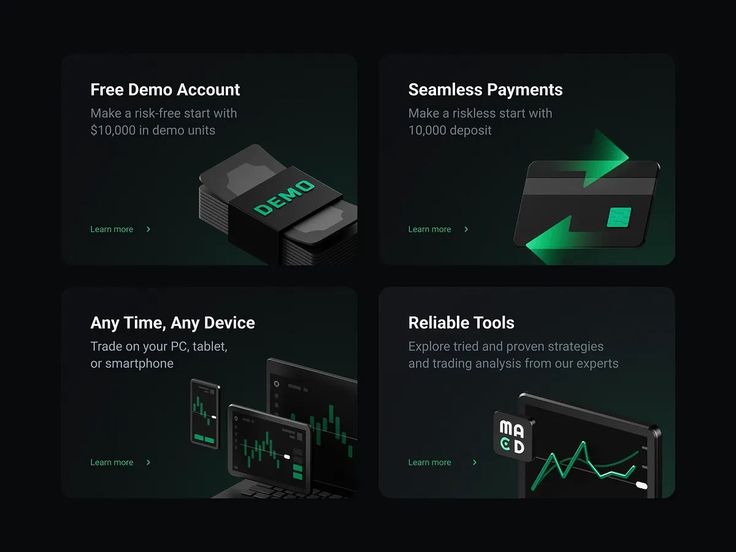 Free Demo Account
Make a risk-free start with
$10,000 in demo units
DEMO
Learn more
Seamless Payments
Make a riskless start with
10,000 deposit
Learn more
Any Time, Any Device
Trade on your PC, tablet,
or smartphone
Learn more
Reliable Tools
Explore tried and proven strategies
and trading analysis from our experts
MA
CD
Learn more